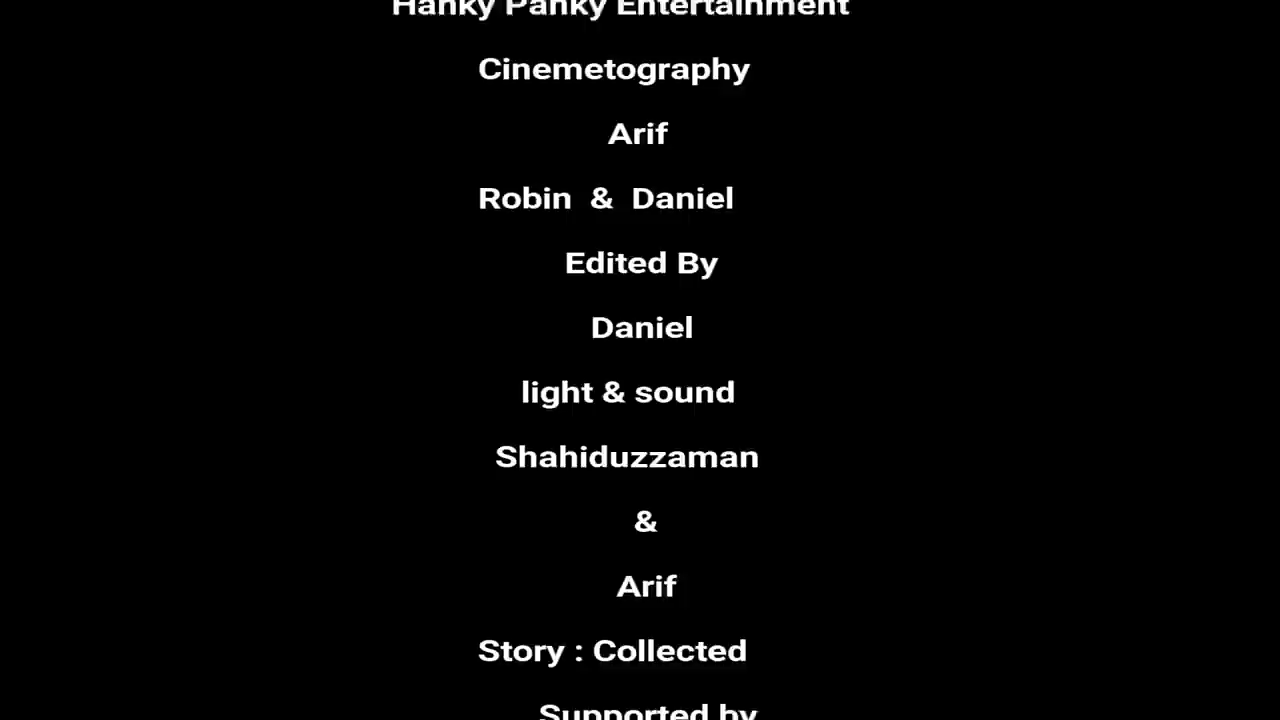 Hanky Panky Entertainment
Cinemetography
Arif
Robin & Daniel
Edited By
Daniel
light & sound
Shahiduzzaman
&
Arif
Story : Collected
Supported by